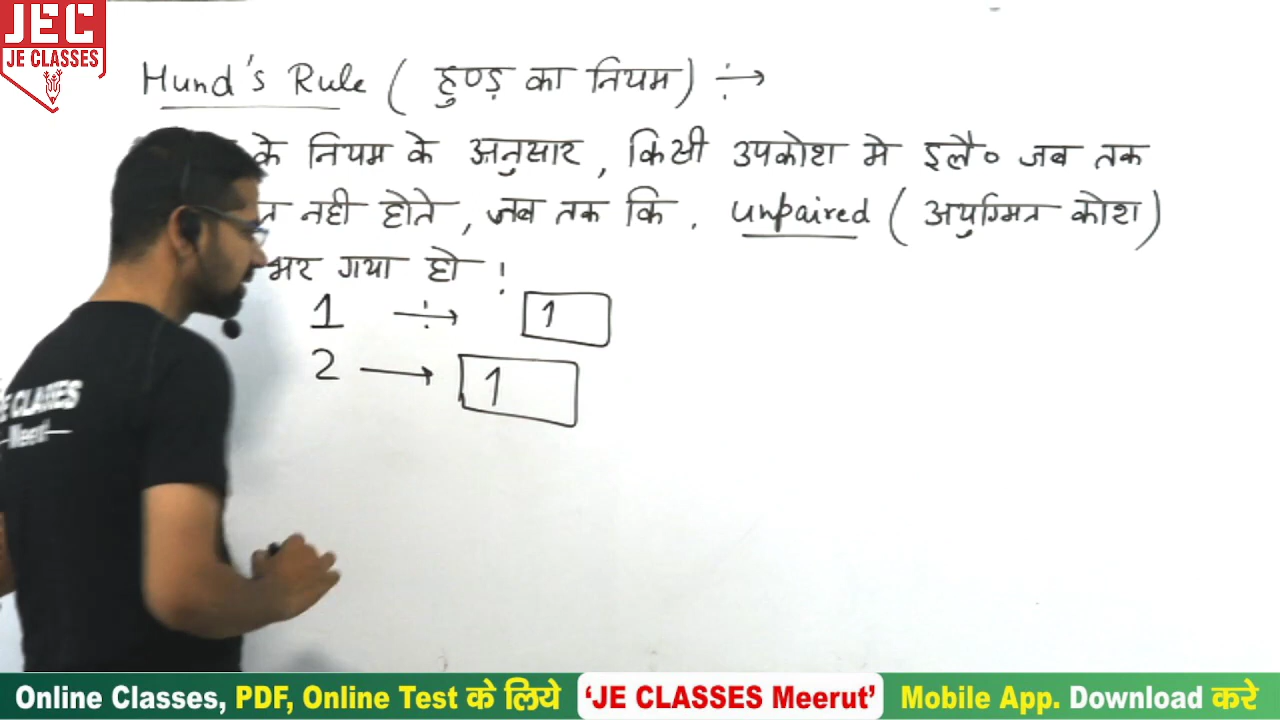 JEC
JE CLASSES
Hund's Rule ( हुण्ड़ का नियम) ÷→
के नियम के अनुसार, किसी उपकोश मे इलै० जब तक
नही होते, जब तक कि. unpaired ( अयुग्मित कोश)
भर गया हो !
1 ÷→ 1
2 → 1
Online Classes, PDF, Online Test के लिये 'JE CLASSES Meerut' Mobile App. Download करे